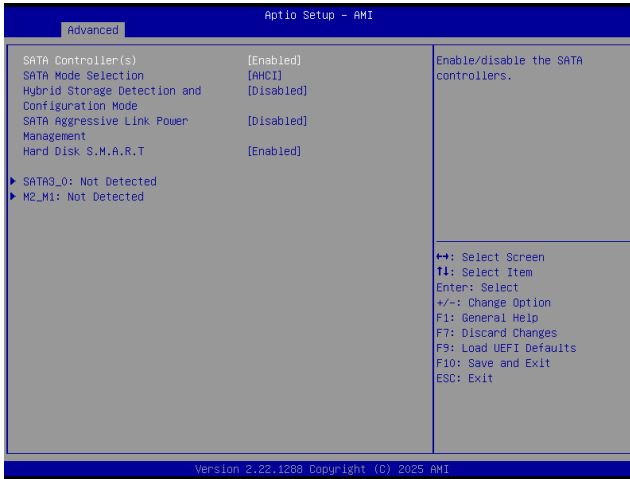 Aptio Setup - AMI
Advanced
SATA Controller(s) [Enabled]
SATA Mode Selection [AHCI]
Hybrid Storage Detection and [Disabled]
Configuration Mode
SATA Aggressive Link Power [Disabled]
Management
Hard Disk S.M.A.R.T [Enabled]
SATA3_0: Not Detected
M2_M1: Not Detected
Enable/disable the SATA
controllers.
↔: Select Screen
↑↓: Select Item
Enter: Select
+/-: Change Option
F1: General Help
F7: Discard Changes
F9: Load UEFI Defaults
F10: Save and Exit
ESC: Exit
Version 2.22.1288 Copyright (C) 2025 AMI